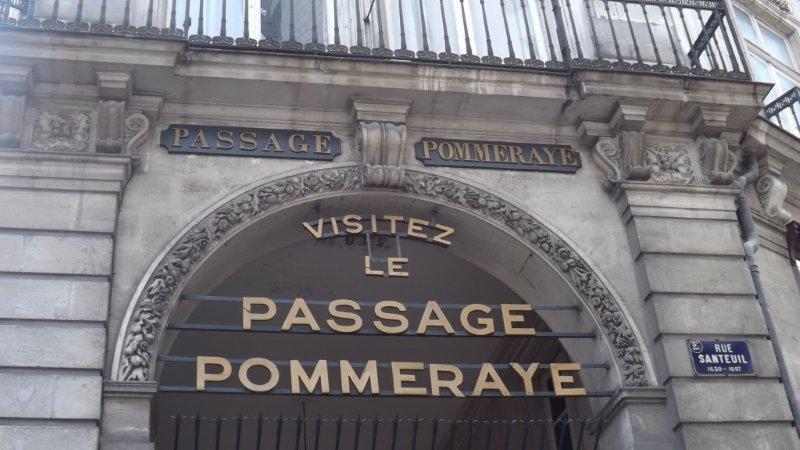 PASSAGE POMMERAYE
VISITEZ
LE
PASSAGE
POMMERAYE
RUE
SANTEUIL
1630-1697